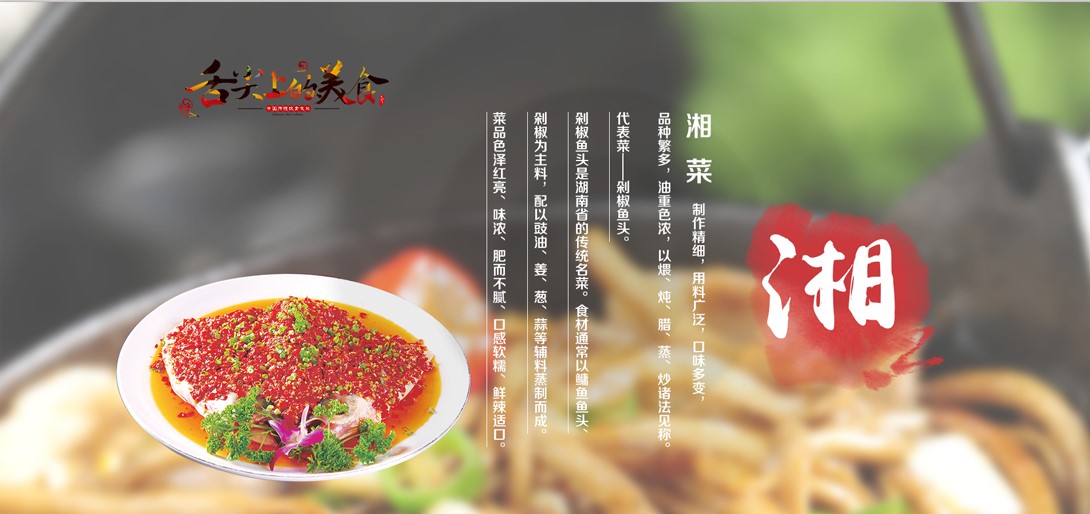 舌尖上的美食
中国传统饮食文化
湘
湘菜 制作精细，用料广泛，口味多变，
品种繁多，油重色浓，以煨、炖、腊、蒸、炒诸法见称。
代表菜——剁椒鱼头。
剁椒鱼头是湖南省的传统名菜。食材通常以鳙鱼鱼头、
剁椒为主料，配以豉油、姜、葱、蒜等辅料蒸制而成。
菜品色泽红亮、味浓、肥而不腻、口感软糯、鲜辣适口。